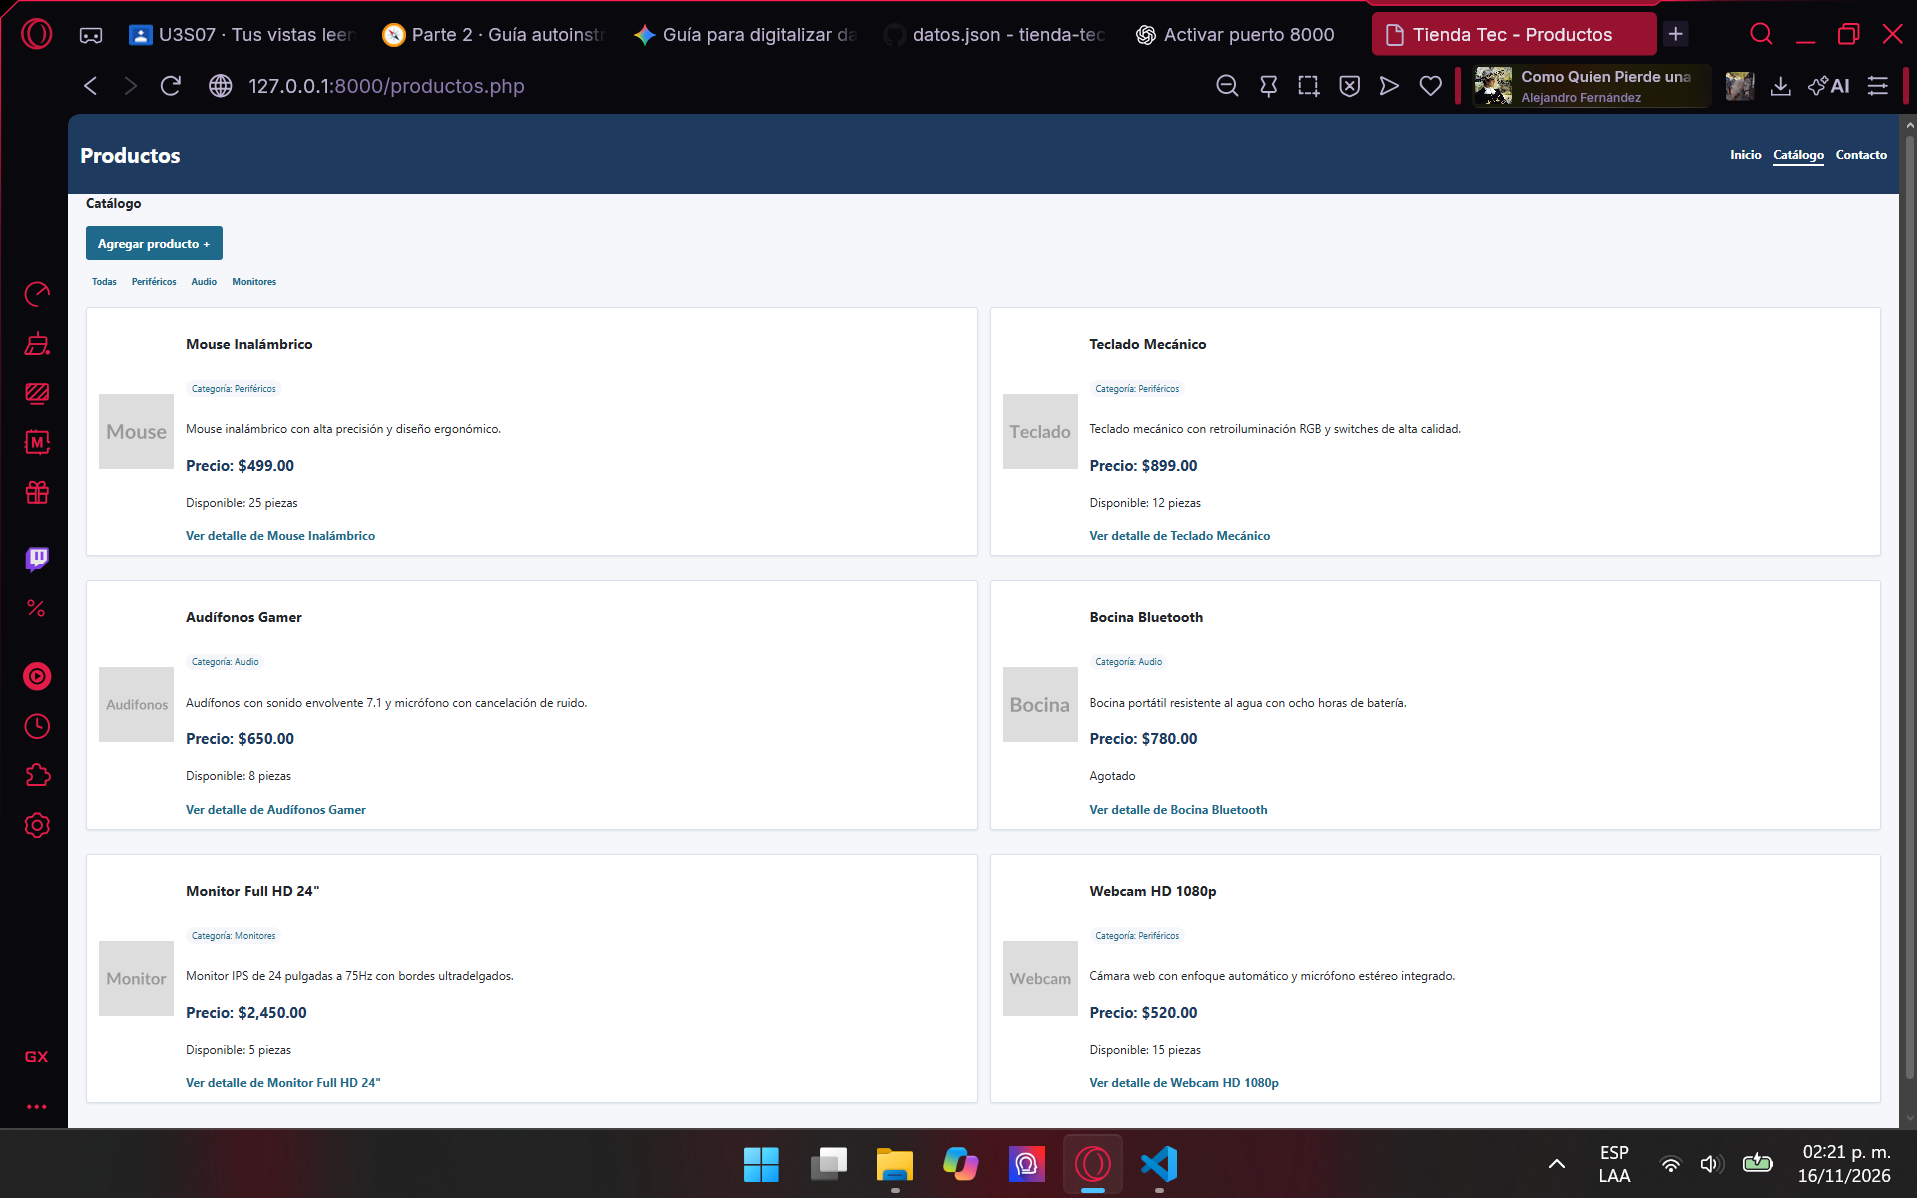 U3S07 · Tus vistas leen
Parte 2 · Guía autoinstr
Guía para digitalizar da
datos.json - tienda-tec
Activar puerto 8000
Tienda Tec - Productos
127.0.0.1:8000/productos.php
Como Quien Pierde una
Alejandro Fernández
AI
Productos
Inicio
Catálogo
Contacto
Catálogo
Agregar producto +
Todas
Periféricos
Audio
Monitores
Mouse
Mouse Inalámbrico
Categoría: Periféricos
Mouse inalámbrico con alta precisión y diseño ergonómico.
Precio: $499.00
Disponible: 25 piezas
Ver detalle de Mouse Inalámbrico
Teclado
Teclado Mecánico
Categoría: Periféricos
Teclado mecánico con retroiluminación RGB y switches de alta calidad.
Precio: $899.00
Disponible: 12 piezas
Ver detalle de Teclado Mecánico
Audifonos
Audífonos Gamer
Categoría: Audio
Audífonos con sonido envolvente 7.1 y micrófono con cancelación de ruido.
Precio: $650.00
Disponible: 8 piezas
Ver detalle de Audífonos Gamer
Bocina
Bocina Bluetooth
Categoría: Audio
Bocina portátil resistente al agua con ocho horas de batería.
Precio: $780.00
Agotado
Ver detalle de Bocina Bluetooth
Monitor
Monitor Full HD 24"
Categoría: Monitores
Monitor IPS de 24 pulgadas a 75Hz con bordes ultradelgados.
Precio: $2,450.00
Disponible: 5 piezas
Ver detalle de Monitor Full HD 24"
Webcam
Webcam HD 1080p
Categoría: Periféricos
Cámara web con enfoque automático y micrófono estéreo integrado.
Precio: $520.00
Disponible: 15 piezas
Ver detalle de Webcam HD 1080p
M
GX
ESP
LAA
02:21 p. m.
16/11/2026